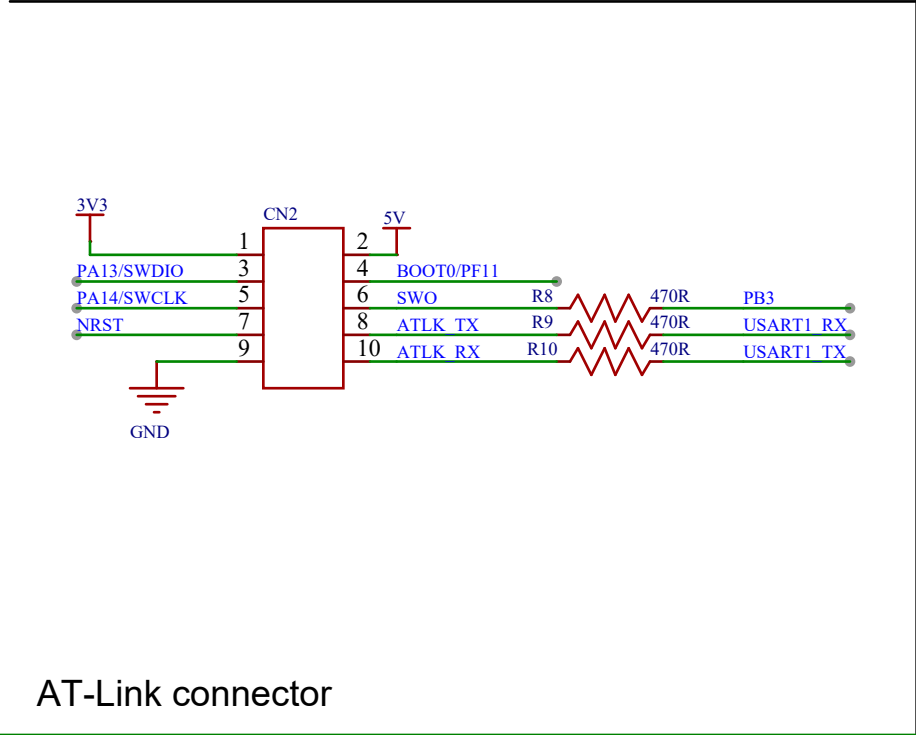 3V3
CN2
5V
1 2
PA13/SWDIO 3 4 BOOT0/PF11
PA14/SWCLK 5 6 SWO R8 470R PB3
NRST 7 8 ATLK_TX R9 470R USART1_RX
9 10 ATLK_RX R10 470R USART1_TX
GND
AT-Link connector